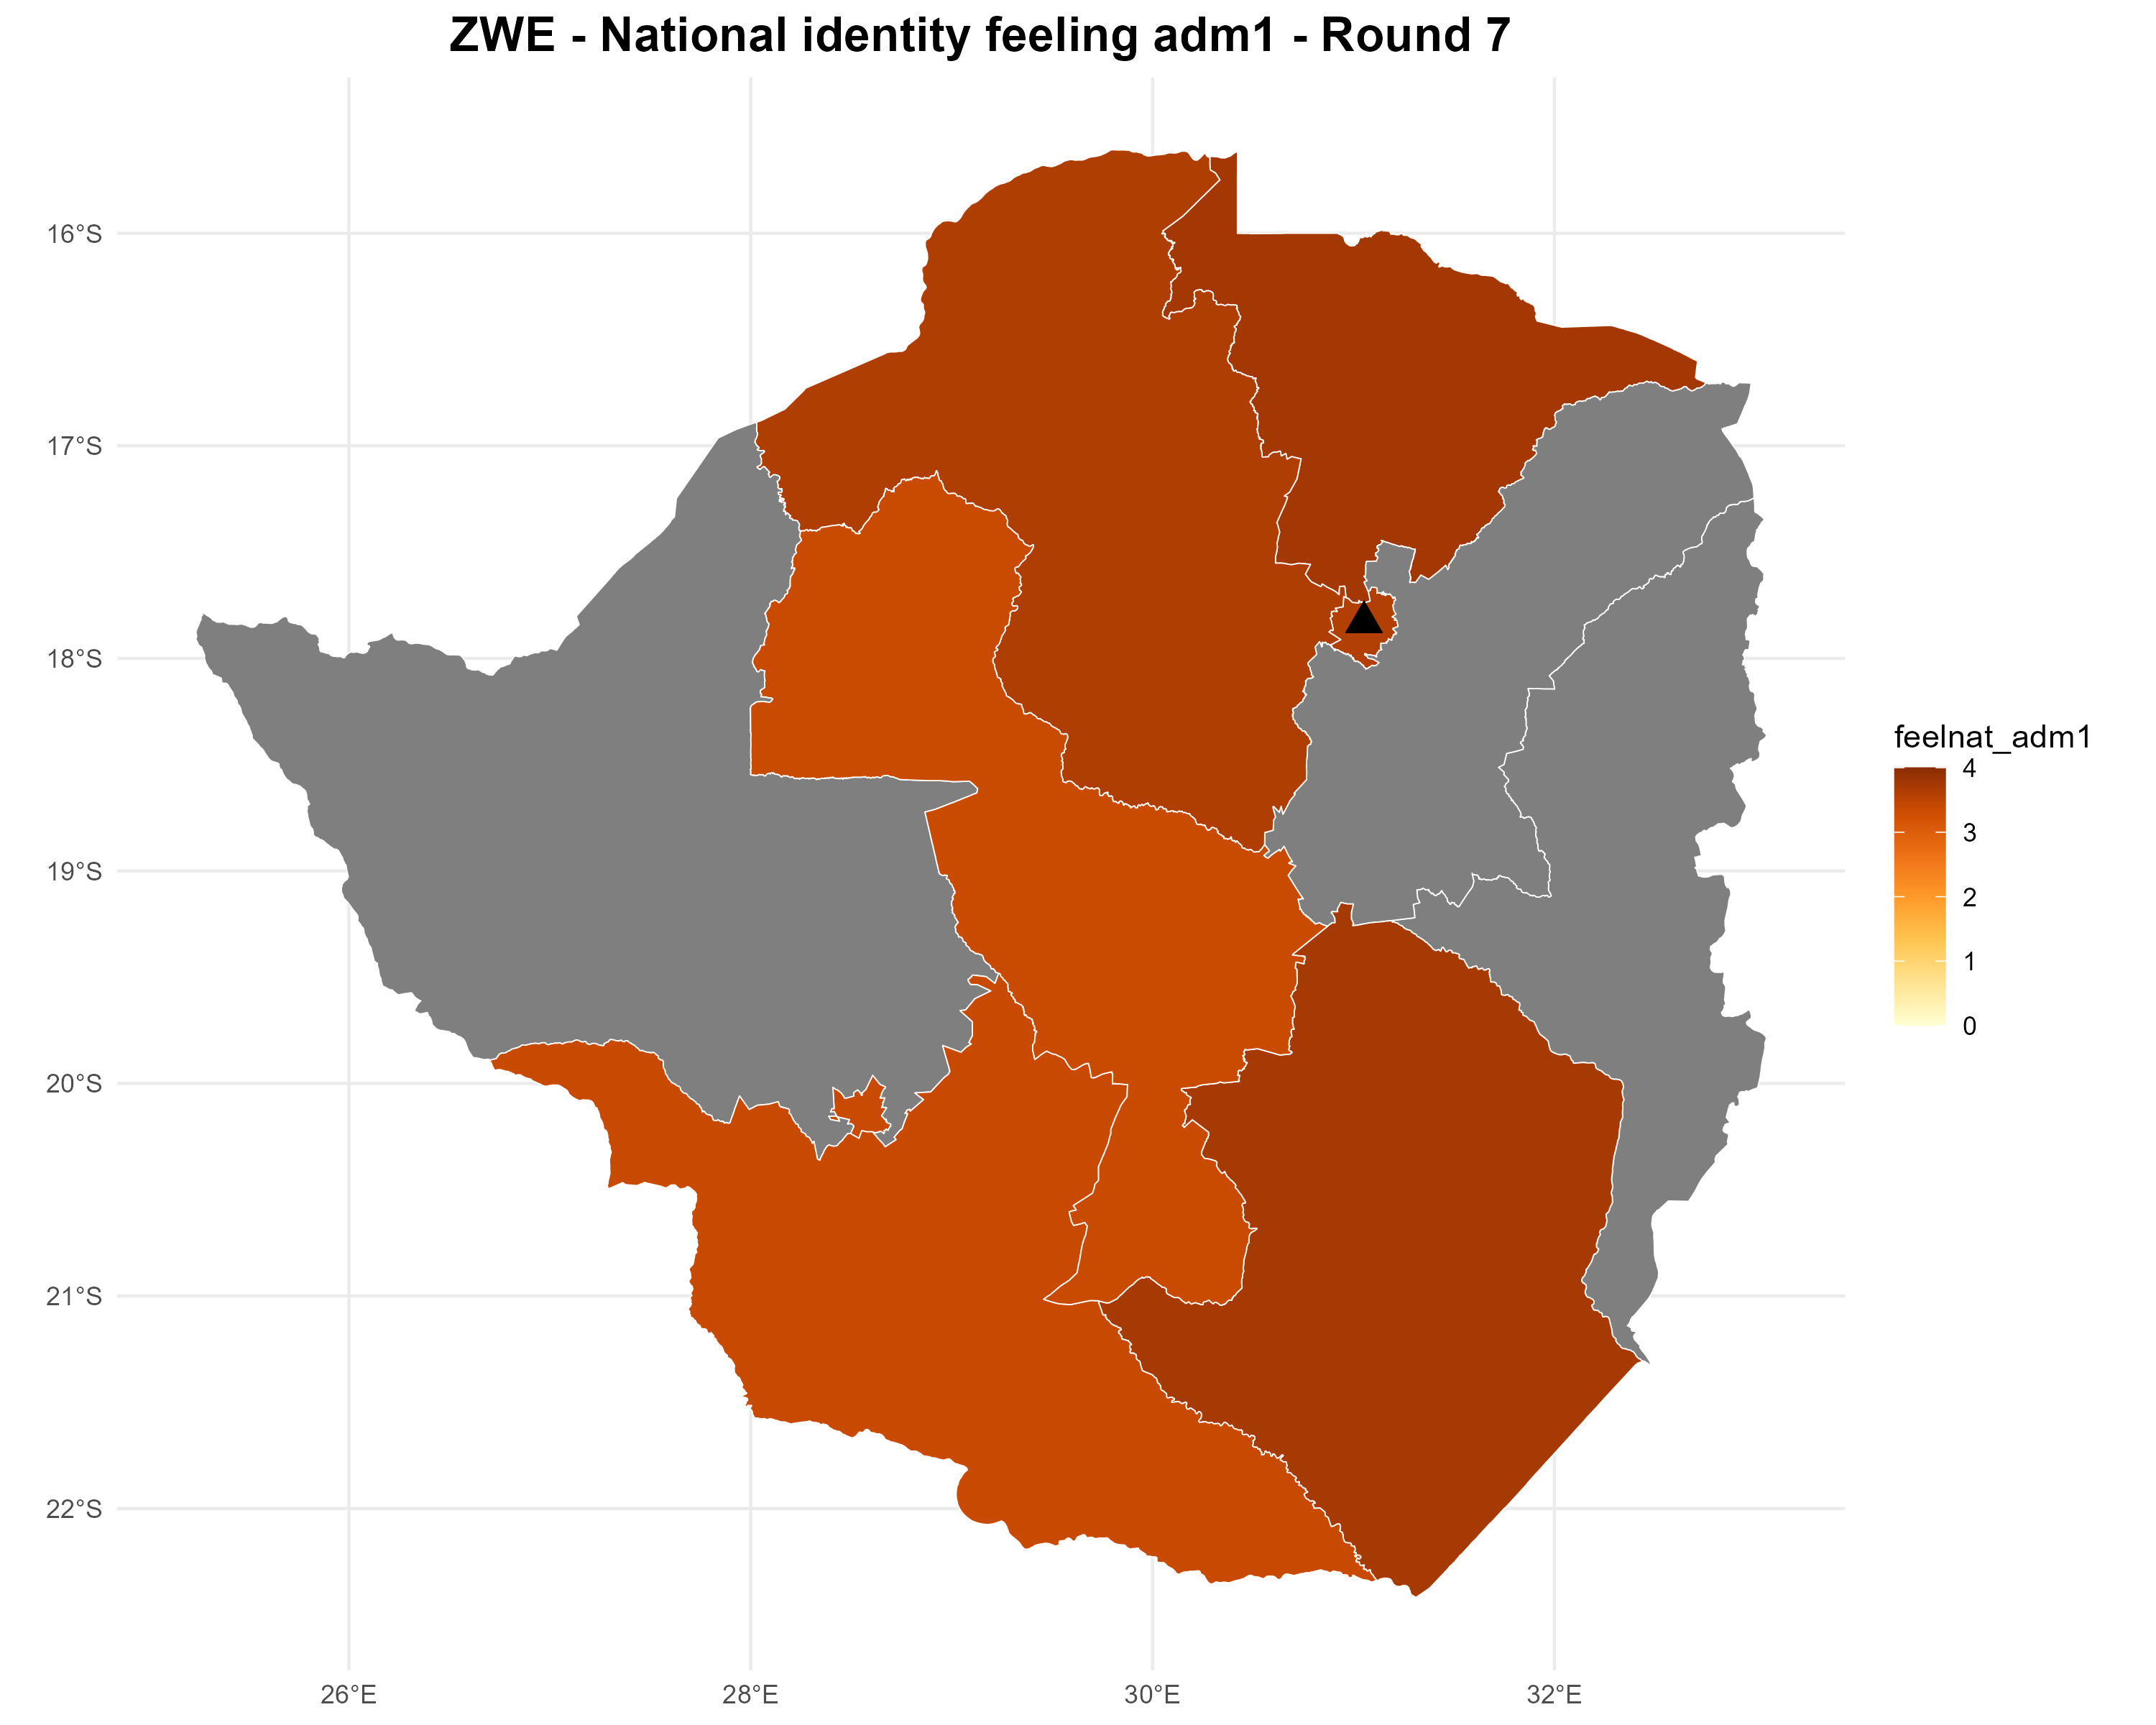 ZWE - National identity feeling adm1 - Round 7
16°S
17°S
18°S
19°S
20°S
21°S
22°S
26°E
28°E
30°E
32°E
feelnat_adm1
4
3
2
1
0